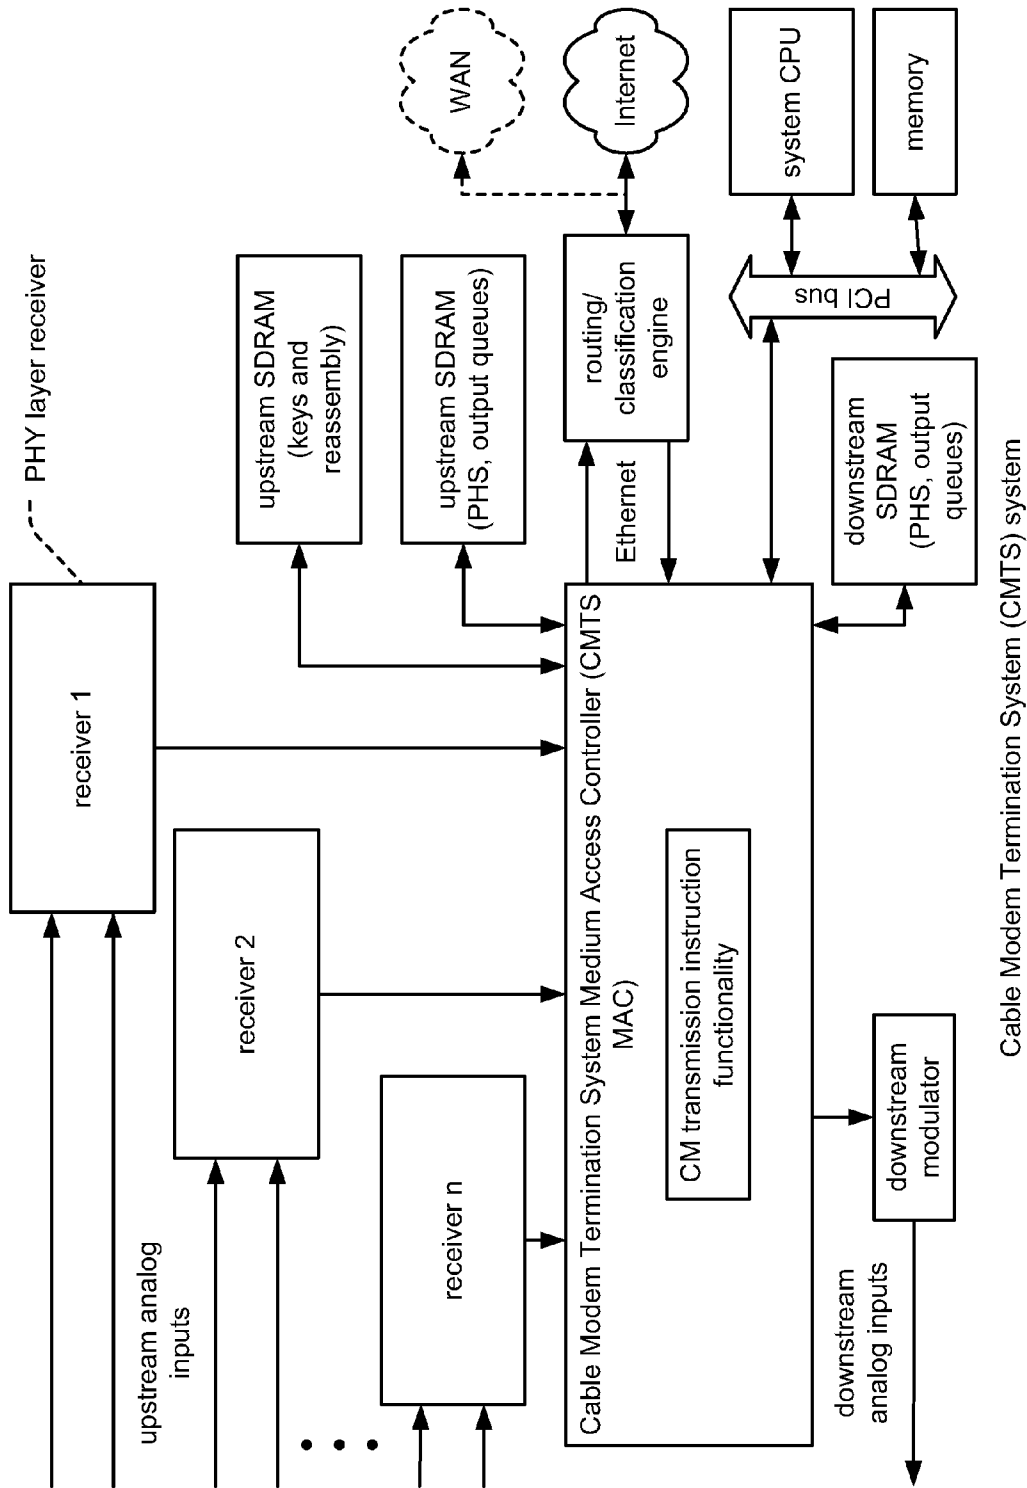 PHY layer receiver
receiver 1
receiver 2
receiver n
upstream analog
inputs
upstream SDRAM
(keys and
reassembly)
upstream SDRAM
(PHS, output queues)
WAN
Internet
routing/
classification
engine
Ethernet
system CPU
memory
PCI bus
downstream
SDRAM
(PHS, output
queues)
Cable Modem Termination System Medium Access Controller (CMTS
MAC)
CM transmission instruction
functionality
downstream
modulator
downstream
analog inputs
Cable Modem Termination System (CMTS) system